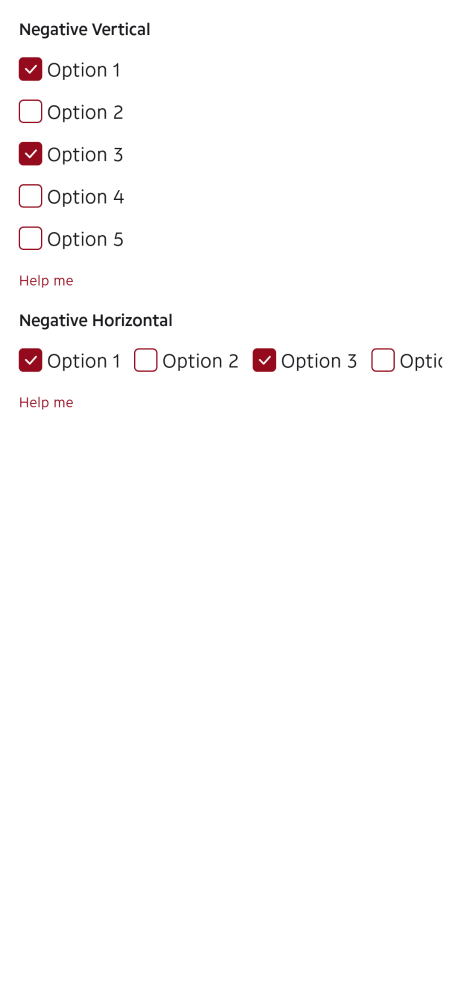 Negative Vertical
Option 1
Option 2
Option 3
Option 4
Option 5
Help me
Negative Horizontal
Option 1 Option 2 Option 3
Help me